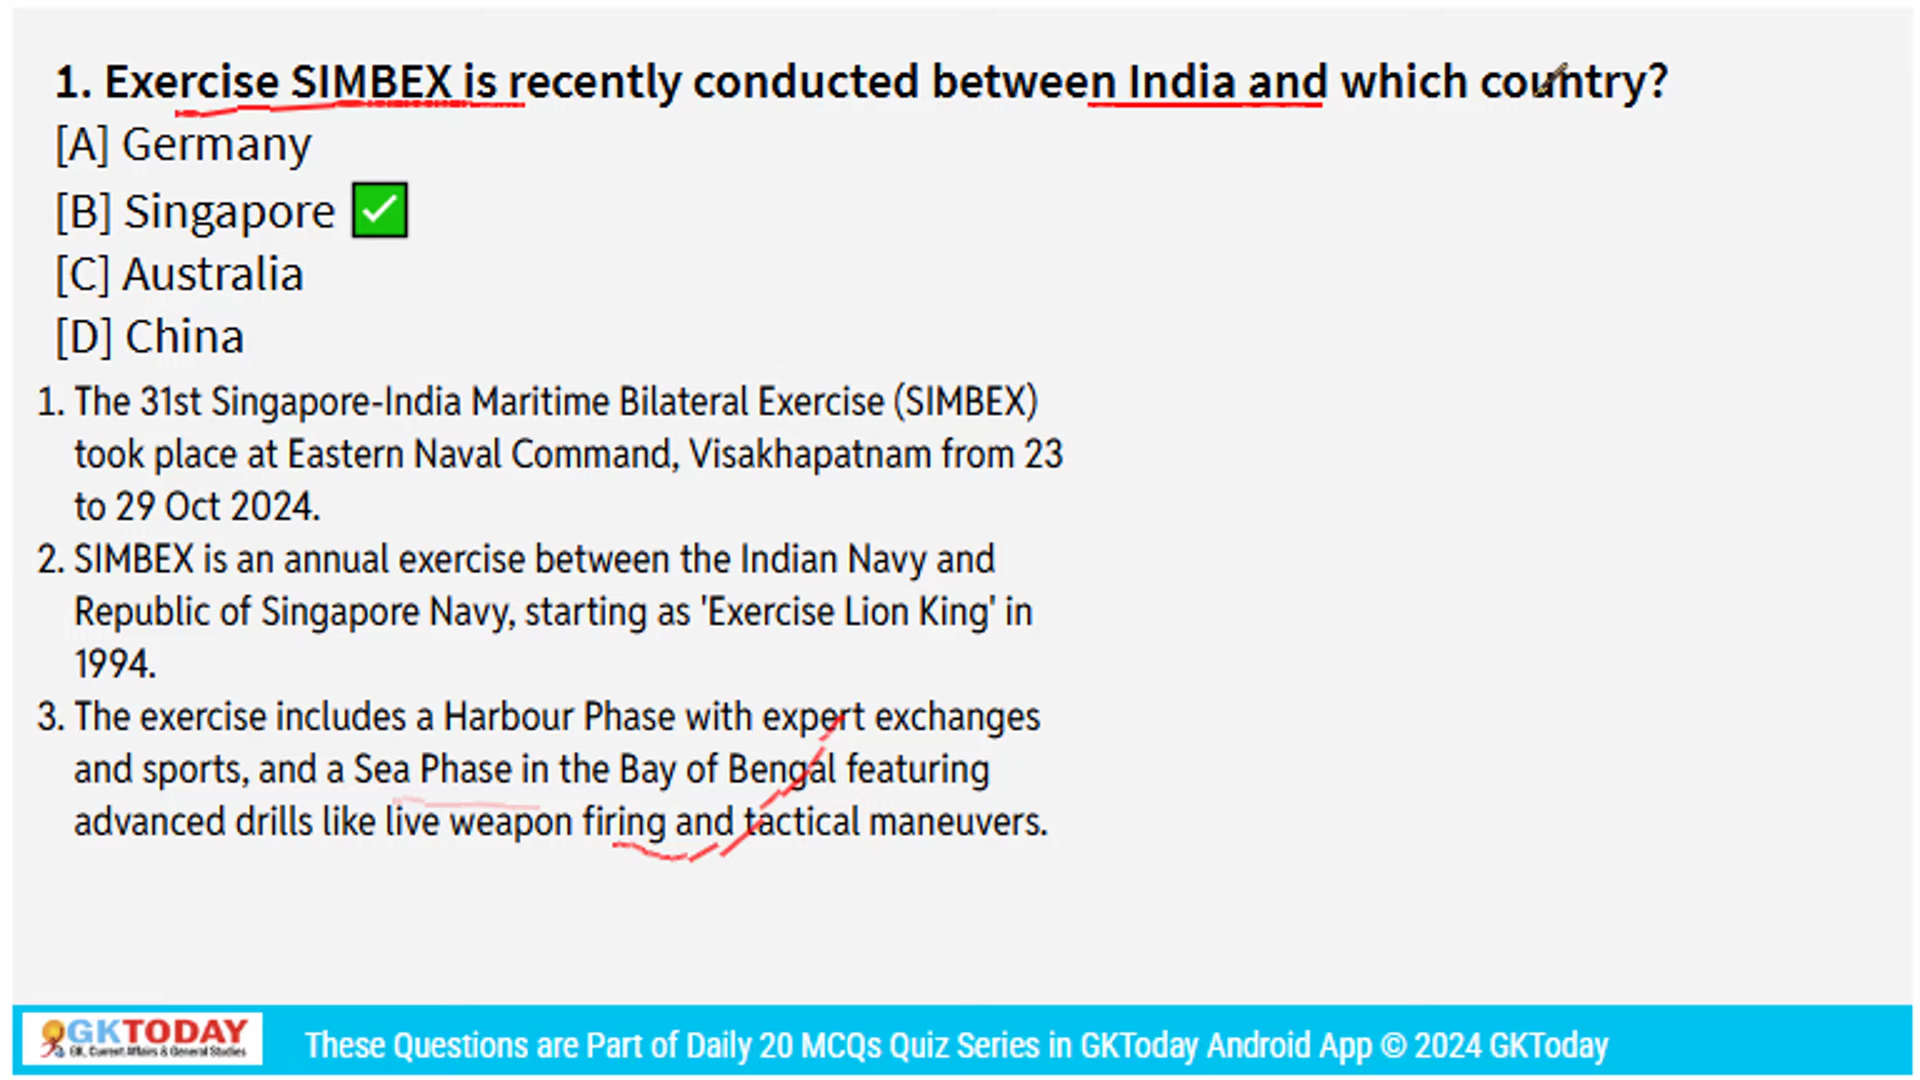 1. Exercise SIMBEX is recently conducted between India and which country?
[A] Germany
[B] Singapore
[C] Australia
[D] China
1. The 31st Singapore-India Maritime Bilateral Exercise (SIMBEX)
took place at Eastern Naval Command, Visakhapatnam from 23
to 29 Oct 2024.
2. SIMBEX is an annual exercise between the Indian Navy and
Republic of Singapore Navy, starting as 'Exercise Lion King' in
1994.
3. The exercise includes a Harbour Phase with expert exchanges
and sports, and a Sea Phase in the Bay of Bengal featuring
advanced drills like live weapon firing and tactical maneuvers.
GKTODAY
GK, Current Affairs & General Studies
These Questions are Part of Daily 20 MCQs Quiz Series in GKToday Android App © 2024 GKToday